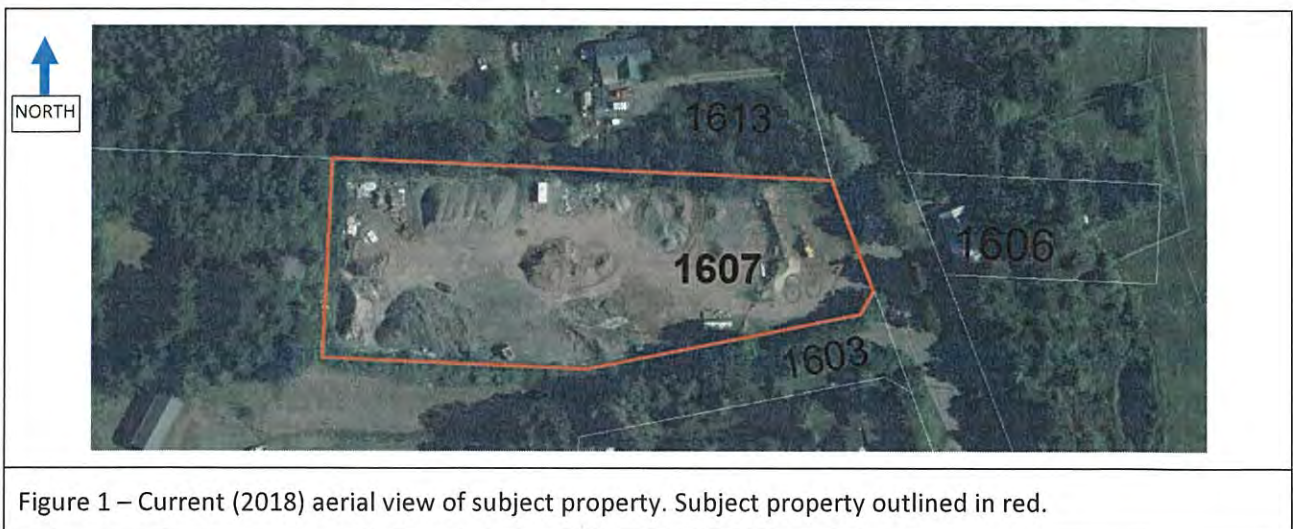 NORTH
1613
1606
1607
1603
Figure 1 – Current (2018) aerial view of subject property. Subject property outlined in red.